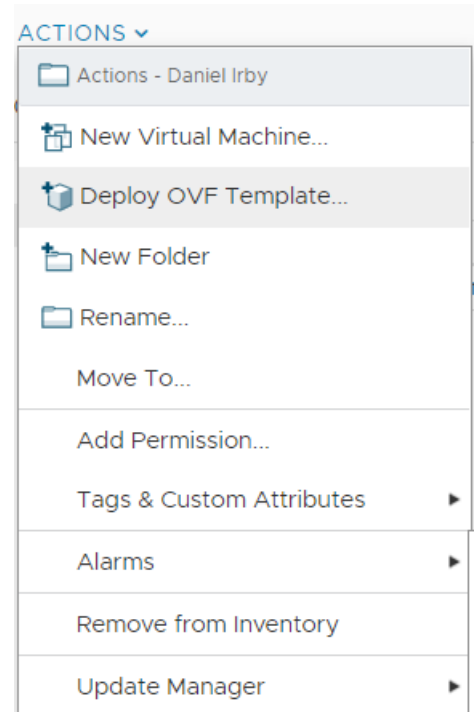 ACTIONS
Actions - Daniel Irby
New Virtual Machine...
Deploy OVF Template...
New Folder
Rename...
Move To...
Add Permission...
Tags & Custom Attributes
Alarms
Remove from Inventory
Update Manager